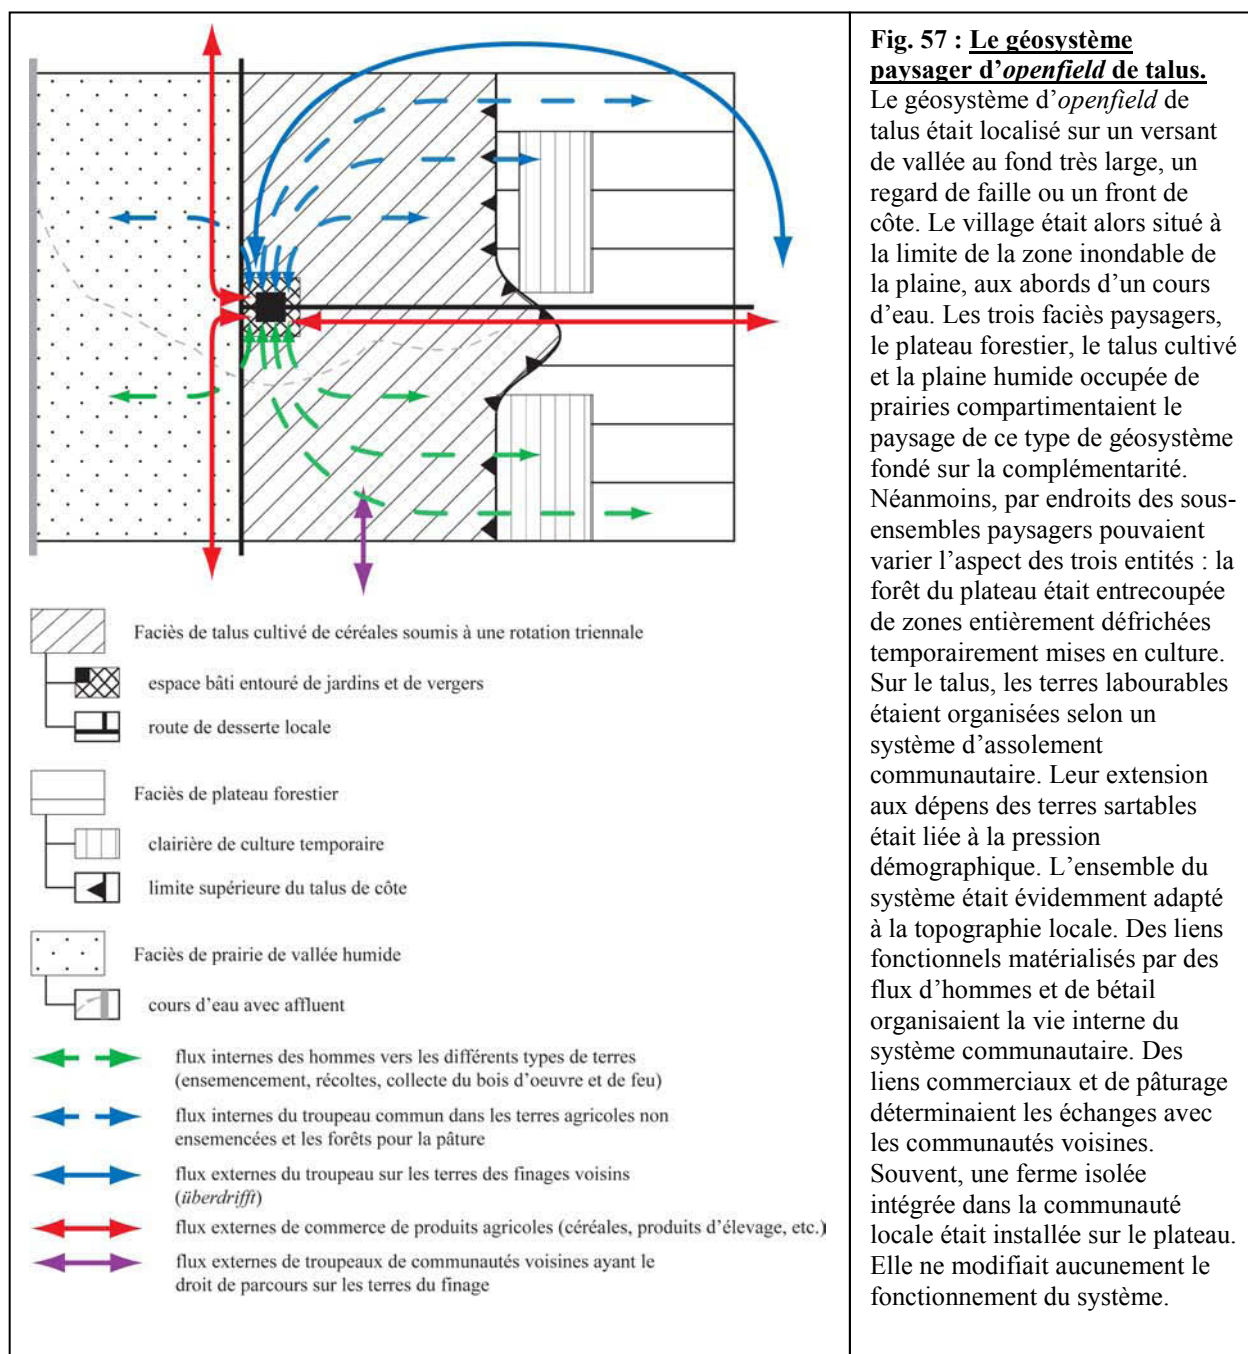 Fig. 57 : Le géosystème
paysager d’openfield de talus.
Le géosystème d’openfield de
talus était localisé sur un versant
de vallée au fond très large, un
regard de faille ou un front de
côte. Le village était alors situé à
la limite de la zone inondable de
la plaine, aux abords d’un cours
d’eau. Les trois faciès paysagers,
le plateau forestier, le talus cultivé
et la plaine humide occupée de
prairies compartimentaient le
paysage de ce type de géosystème
fondé sur la complémentarité.
Néanmoins, par endroits des sous-
ensembles paysagers pouvaient
varier l’aspect des trois entités : la
forêt du plateau était entrecoupée
de zones entièrement défrichées
temporairement mises en culture.
Sur le talus, les terres labourables
étaient organisées selon un
système d’assolement
communautaire. Leur extension
aux dépens des terres sartables
était liée à la pression
démographique. L’ensemble du
système était évidemment adapté
à la topographie locale. Des liens
fonctionnels matérialisés par des
flux d’hommes et de bétail
organisaient la vie interne du
système communautaire. Des
liens commerciaux et de pâturage
déterminaient les échanges avec
les communautés voisines.
Souvent, une ferme isolée
intégrée dans la communauté
locale était installée sur le plateau.
Elle ne modifiait aucunement le
fonctionnement du système.
Faciès de talus cultivé de céréales soumis à une rotation triennale
espace bâti entouré de jardins et de vergers
route de desserte locale
Faciès de plateau forestier
clairière de culture temporaire
limite supérieure du talus de côte
Faciès de prairie de vallée humide
cours d’eau avec affluent
flux internes des hommes vers les différents types de terres
(ensemencement, récoltes, collecte du bois d’oeuvre et de feu)
flux internes du troupeau commun dans les terres agricoles non
ensemencées et les forêts pour la pâture
flux externes du troupeau sur les terres des finages voisins
(überdrifft)
flux externes de commerce de produits agricoles (céréales, produits d’élevage, etc.)
flux externes de troupeaux de communautés voisines ayant le
droit de parcours sur les terres du finage